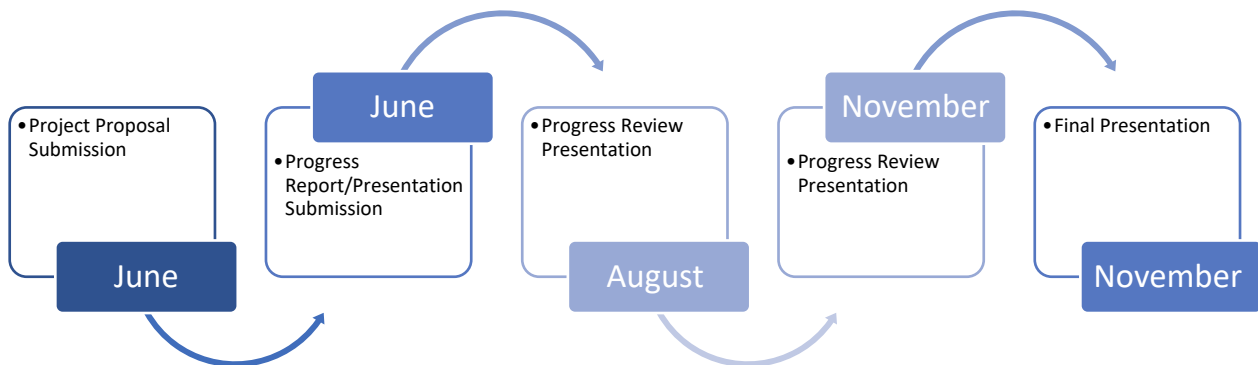 •Project Proposal
Submission
June
June
•Progress
Report/Presentation
Submission
•Progress Review
Presentation
August
November
•Progress Review
Presentation
•Final Presentation
November